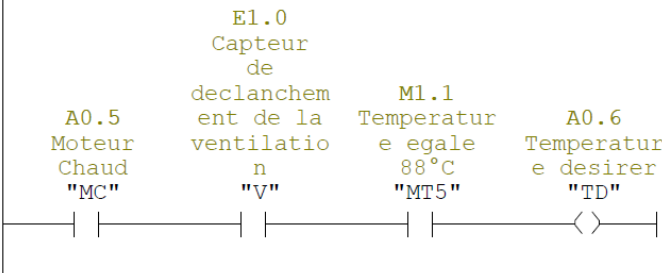 E1.0
Capteur
de
declanchem
ent de la
ventilatio
n
"V"
A0.5
Moteur
Chaud
"MC"
M1.1
Temperatur
e egale
88°C
"MT5"
A0.6
Temperatur
e desirer
"TD"